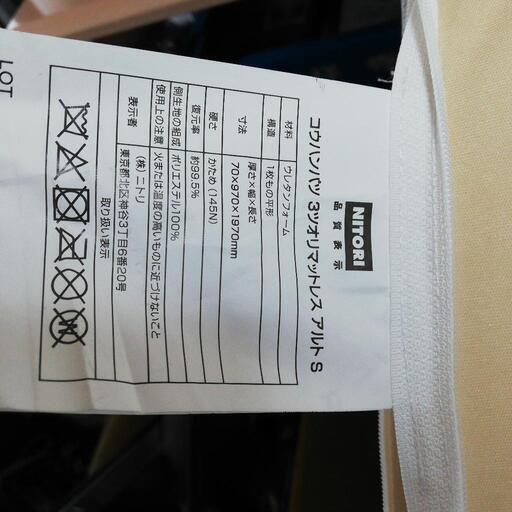 NITORI
品質表示
コウハンパツ 3ツオリマットレス アルト S
材料 ウレタンフォーム
構造 1枚もの平形
寸法 厚さ×幅×長さ
70×970×1970mm
硬さ かため (145N)
復元率 約99.5%
側生地の組成 ポリエステル100%
使用上の注意 火または温度の高いものに近づけないこと
表示者 (株)ニトリ
東京都北区神谷3丁目6番20号
取り扱い表示
LOT